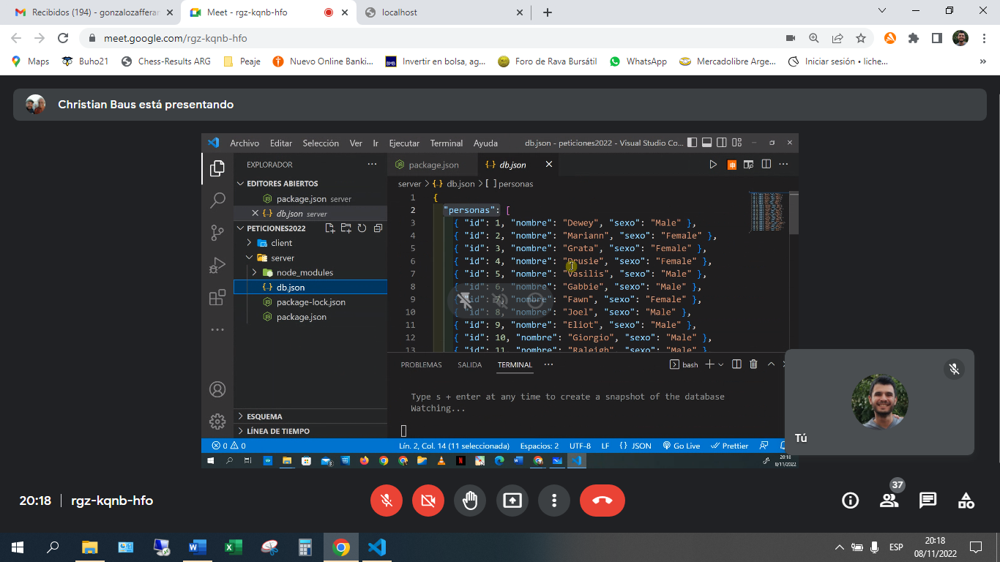 Recibidos (194) - gonzalozafferar
Meet - rgz-kqnb-hfo
localhost
meet.google.com/rgz-kqnb-hfo
Maps
Buho21
Chess-Results ARG
Peaje
Nuevo Online Banki...
BMB
Invertir en bolsa, ag...
Foro de Rava Bursátil
WhatsApp
Mercadolibre Arge...
Iniciar sesión • liche...
Christian Baus está presentando
Archivo Editar Selección Ver Ir Ejecutar Terminal Ayuda
db.json - peticiones2022 - Visual Studio Co...
EXPLORADOR
EDITORES ABIERTOS
package.json server
db.json server
PETICIONES2022
client
server
node_modules
db.json
package-lock.json
package.json
ESQUEMA
LÍNEA DE TIEMPO
package.json
db.json
server > {..} db.json > [ ] personas
1 {
2 "personas": [
3 { "id": 1, "nombre": "Dewey", "sexo": "Male" },
4 { "id": 2, "nombre": "Mariann", "sexo": "Female" },
5 { "id": 3, "nombre": "Grata", "sexo": "Female" },
6 { "id": 4, "nombre": "Drusie", "sexo": "Female" },
7 { "id": 5, "nombre": "Vasilis", "sexo": "Male" },
8 { "id": 6, "nombre": "Gabbie", "sexo": "Male" },
9 { "id": 7, "nombre": "Fawn", "sexo": "Female" },
10 { "id": 8, "nombre": "Joel", "sexo": "Male" },
11 { "id": 9, "nombre": "Eliot", "sexo": "Male" },
12 { "id": 10, "nombre": "Giorgio", "sexo": "Male" },
13 { "id": 11, "nombre": "Raleigh", "sexo": "Male" },
PROBLEMAS SALIDA TERMINAL
bash
Type s + enter at any time to create a snapshot of the database
Watching...
0 0
Lín. 2, Col. 14 (11 seleccionada)
Espacios: 2
UTF-8
LF
{} JSON
Go Live
Prettier
20:18
8/11/2022
Tú
20:18 | rgz-kqnb-hfo
37
ESP
20:18
08/11/2022